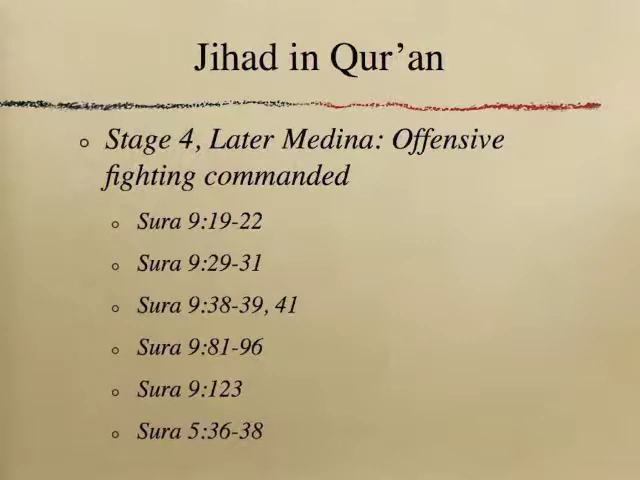 Jihad in Qur’an
Stage 4, Later Medina: Offensive
fighting commanded
Sura 9:19-22
Sura 9:29-31
Sura 9:38-39, 41
Sura 9:81-96
Sura 9:123
Sura 5:36-38